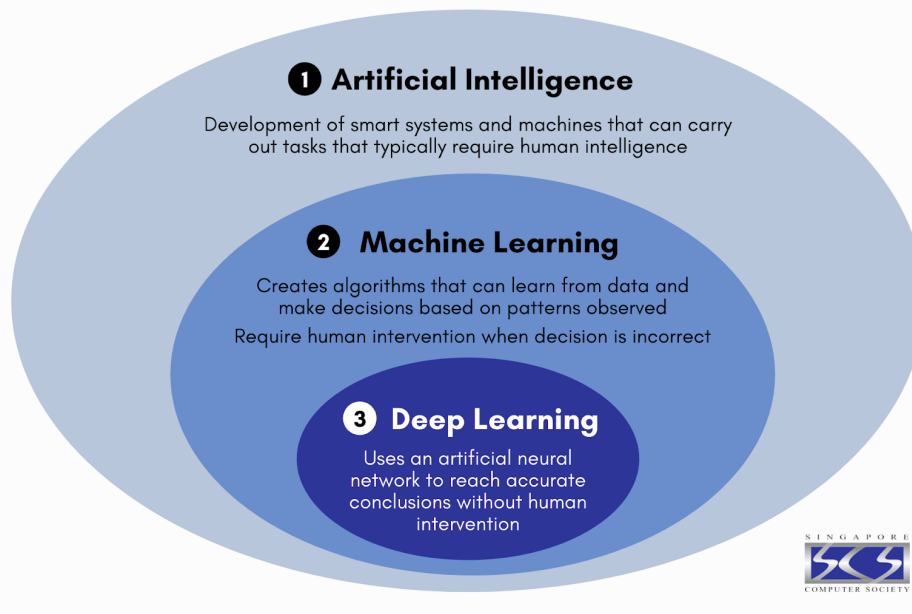 1 Artificial Intelligence
Development of smart systems and machines that can carry
out tasks that typically require human intelligence
2 Machine Learning
Creates algorithms that can learn from data and
make decisions based on patterns observed
Require human intervention when decision is incorrect
3 Deep Learning
Uses an artificial neural
network to reach accurate
conclusions without human
intervention
SINGAPORE
SCS
COMPUTER SOCIETY